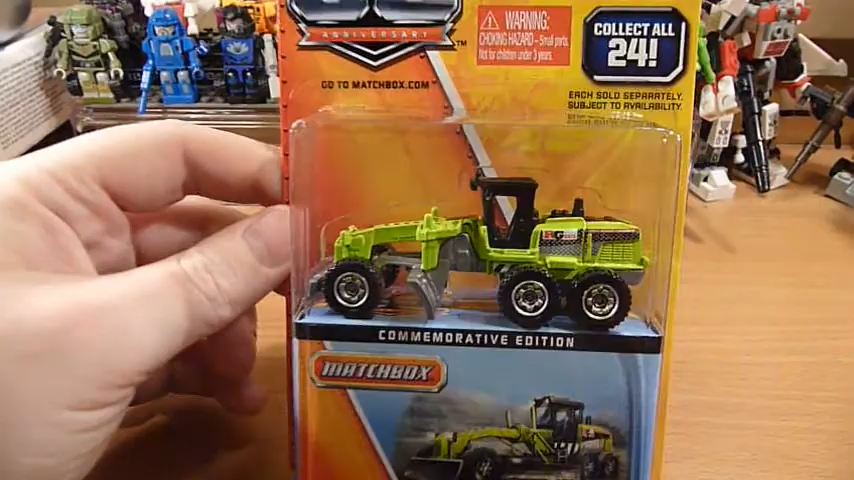 ANNIVERSARY
TM
WARNING:
CHOKING HAZARD - Small parts.
Not for children under 3 years.
COLLECT ALL
24!
GO TO MATCHBOX.COM
EACH SOLD SEPARATELY.
SUBJECT TO AVAILABILITY.
COMMEMORATIVE EDITION
MATCHBOX